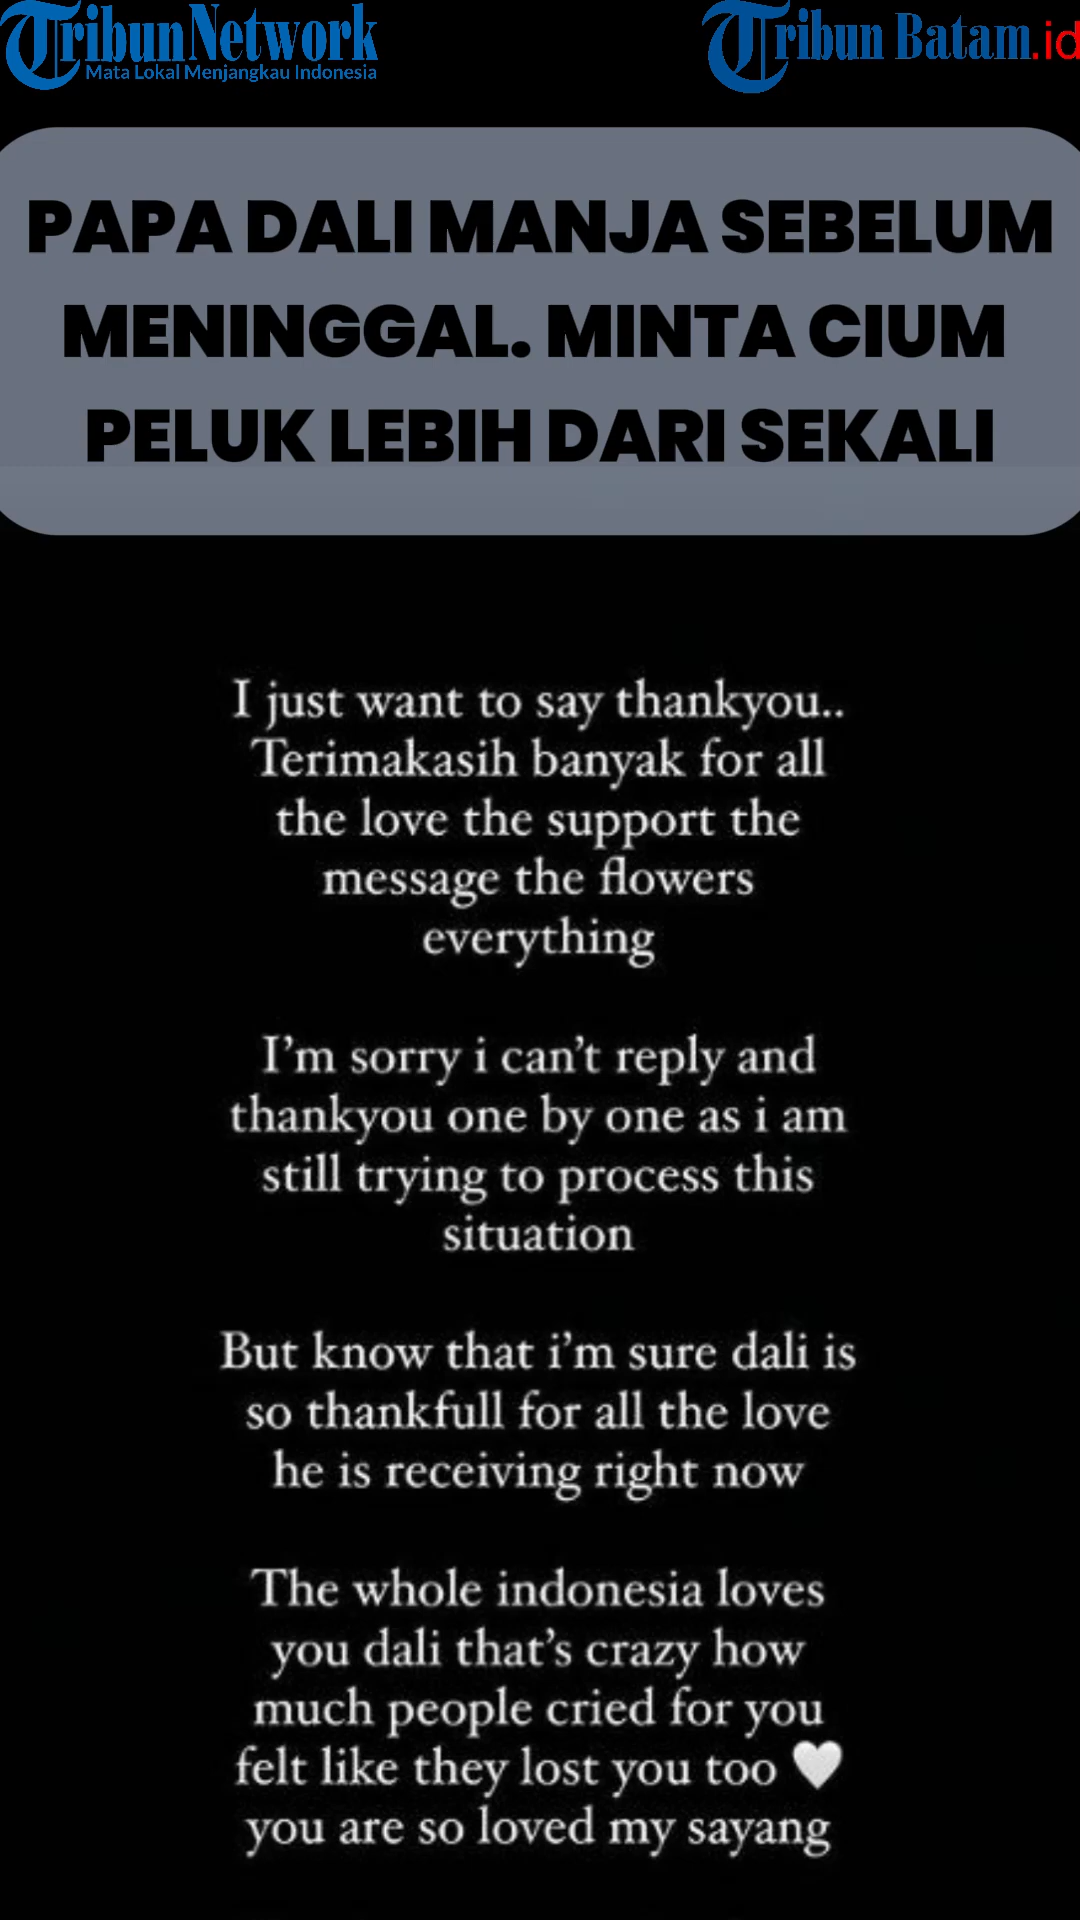 TribunNetwork
Mata Lokal Menjangkau Indonesia
Tribun Batam.id
PAPA DALI MANJA SEBELUM
MENINGGAL. MINTA CIUM
PELUK LEBIH DARI SEKALI
I just want to say thankyou..
Terimakasih banyak for all
the love the support the
message the flowers
everything
I’m sorry i can’t reply and
thankyou one by one as i am
still trying to process this
situation
But know that i’m sure dali is
so thankfull for all the love
he is receiving right now
The whole indonesia loves
you dali that’s crazy how
much people cried for you
felt like they lost you too 🤍
you are so loved my sayang